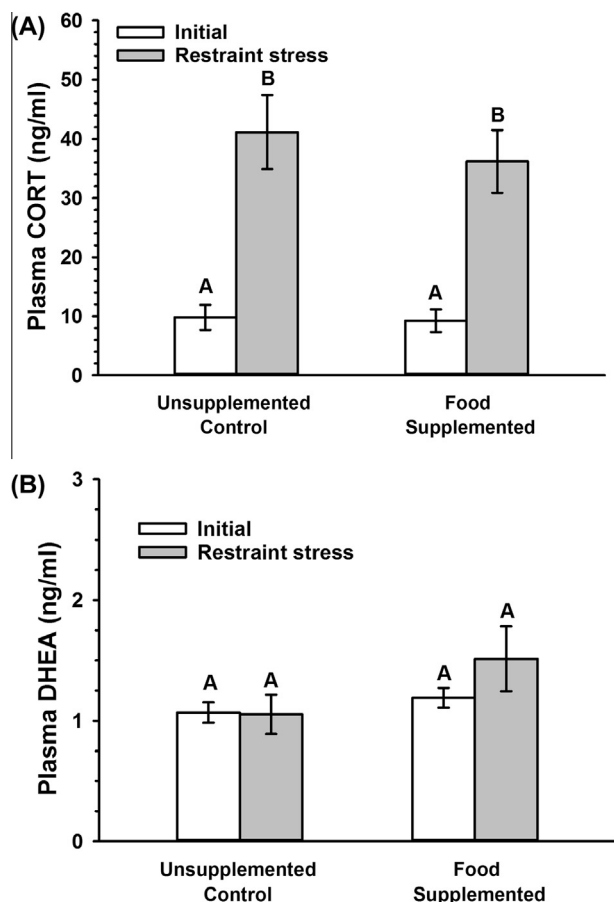 (A)
60
Initial
Restraint stress
50
40
30
20
10
0
Plasma CORT (ng/ml)
A
B
A
B
Unsupplemented
Control
Food
Supplemented
(B)
3
Initial
Restraint stress
2
1
0
Plasma DHEA (ng/ml)
A
A
A
A
Unsupplemented
Control
Food
Supplemented